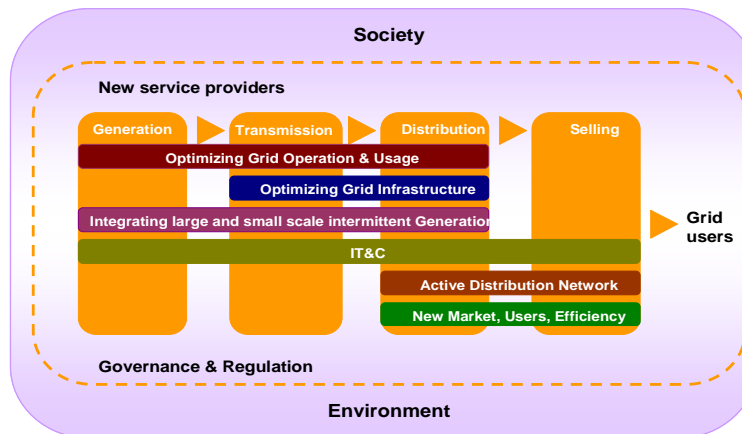 Society
New service providers
Generation
Transmission
Distribution
Selling
Optimizing Grid Operation & Usage
Optimizing Grid Infrastructure
Integrating large and small scale intermittent Generation
IT&C
Grid
users
Active Distribution Network
New Market, Users, Efficiency
Governance & Regulation
Environment